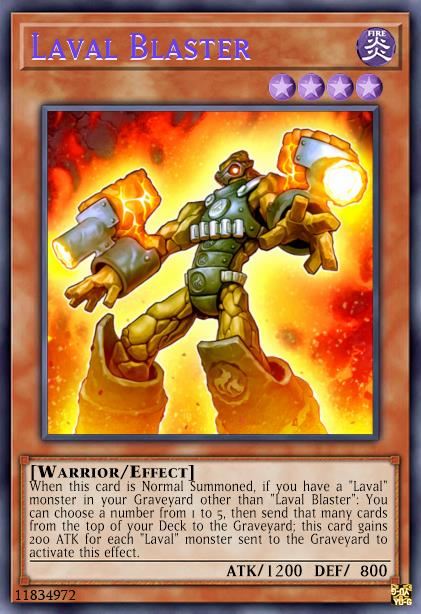 Laval Blaster
FIRE
炎
[Warrior/Effect]
When this card is Normal Summoned, if you have a "Laval"
monster in your Graveyard other than "Laval Blaster": You
can choose a number from 1 to 5, then send that many cards
from the top of your Deck to the Graveyard; this card gains
200 ATK for each "Laval" monster sent to the Graveyard to
activate this effect.
ATK/1200 DEF/ 800
11834972